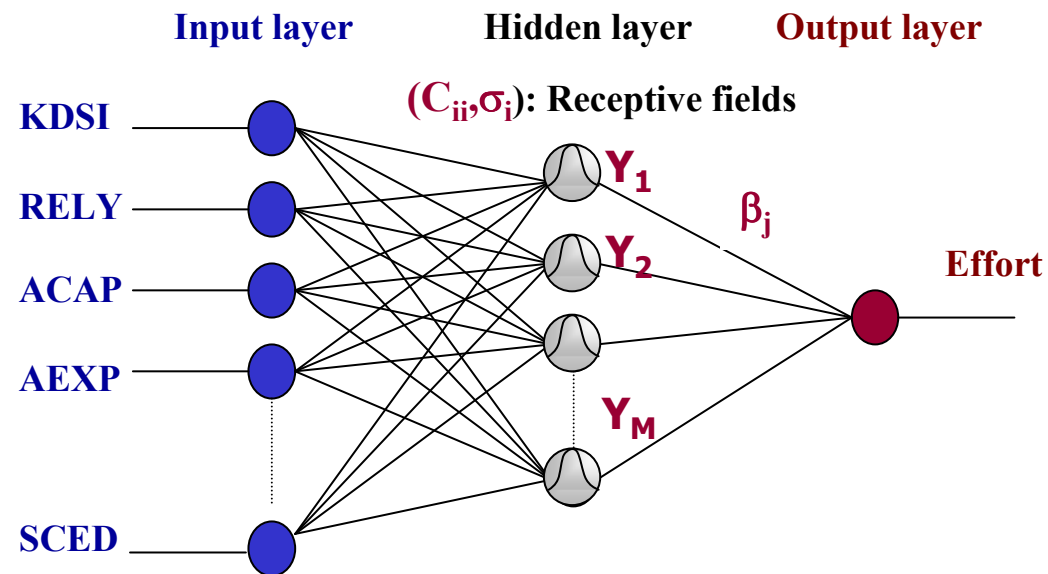 Input layer Hidden layer Output layer
(Cii,σi): Receptive fields
KDSI
Y1
RELY
βj
Y2
Effort
ACAP
AEXP
YM
SCED